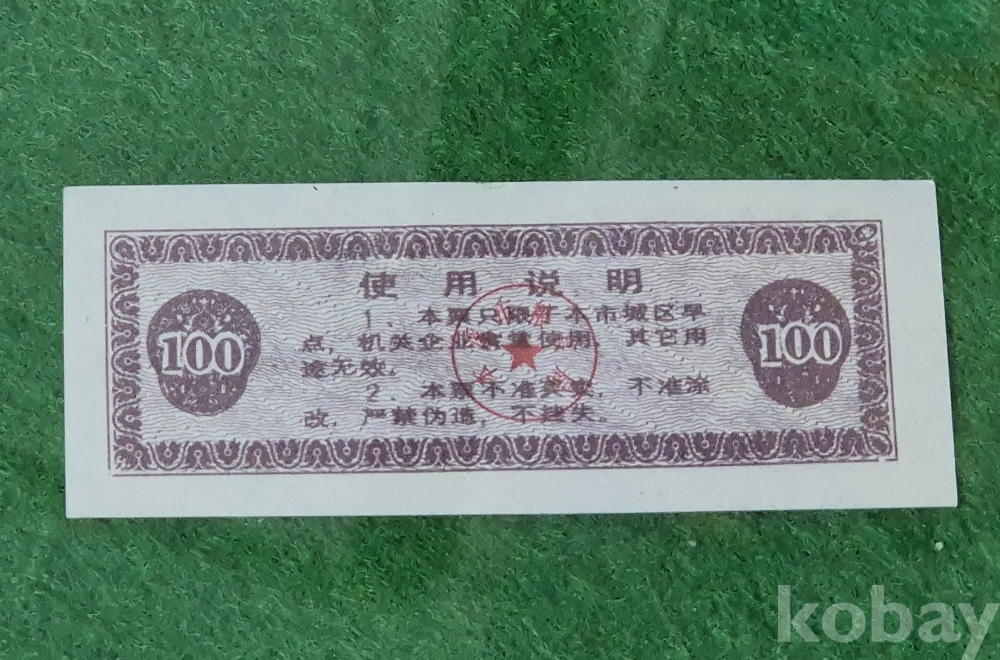 使用说明
1、本票只限于本市城区早
点，机关企业食堂使用。其它用
途无效。
2、本票不准买卖，不准涂
改，严禁伪造，不挂失。
100
100
kobay